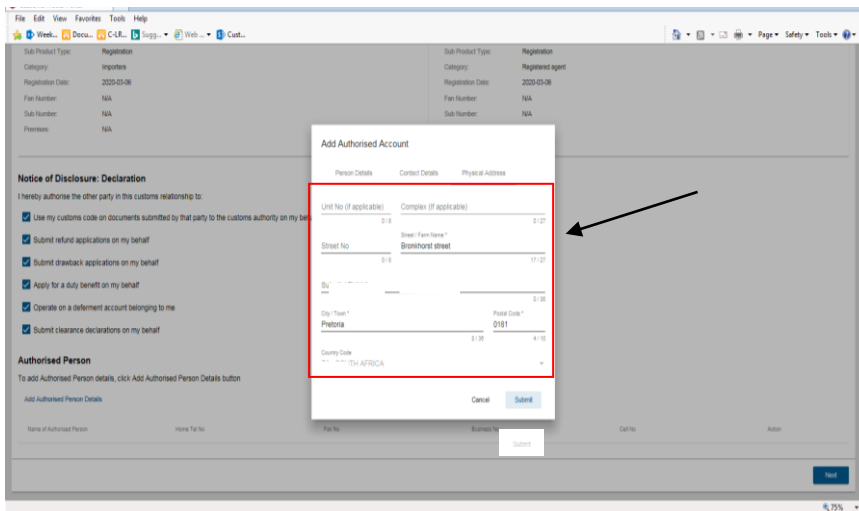 File Edit View Favorites Tools Help
Week... Docu... C-LR... Sugg... Web ... Cust... Page Safety Tools
Sub Product Type: Registration Sub Product Type: Registration
Category: Importers Category: Registered agent
Registration Date: 2020-03-06 Registration Date: 2020-03-06
Fan Number: N/A Fan Number: N/A
Sub Number: N/A Sub Number: N/A
Premises: N/A
Add Authorised Account
Person Details Contact Details Physical Address
Notice of Disclosure: Declaration
I hereby authorise the other party in this customs relationship to:
Use my customs code on documents submitted by that party to the customs authority on my
Unit No (if applicable) Complex (if applicable)
0 / 8 0 / 27
Submit refund applications on my behalf
Street / Farm Name *
Street No Bronkhorst street
0 / 8 17 / 27
Submit drawback applications on my behalf
Apply for a duty benefit on my behalf
0 / 35
Operate on a deferment account belonging to me
City / Town * Postal Code *
Pretoria 0181
0 / 35 4 / 10
Submit clearance declarations on my behalf
Country Code
AFRICA
Authorised Person
To add Authorised Person details, click Add Authorised Person Details button
Add Authorised Person Details
Cancel Submit
Name of Authorised Person Home Tel No Fax No Business Cell No Action
Submit
Next
75%